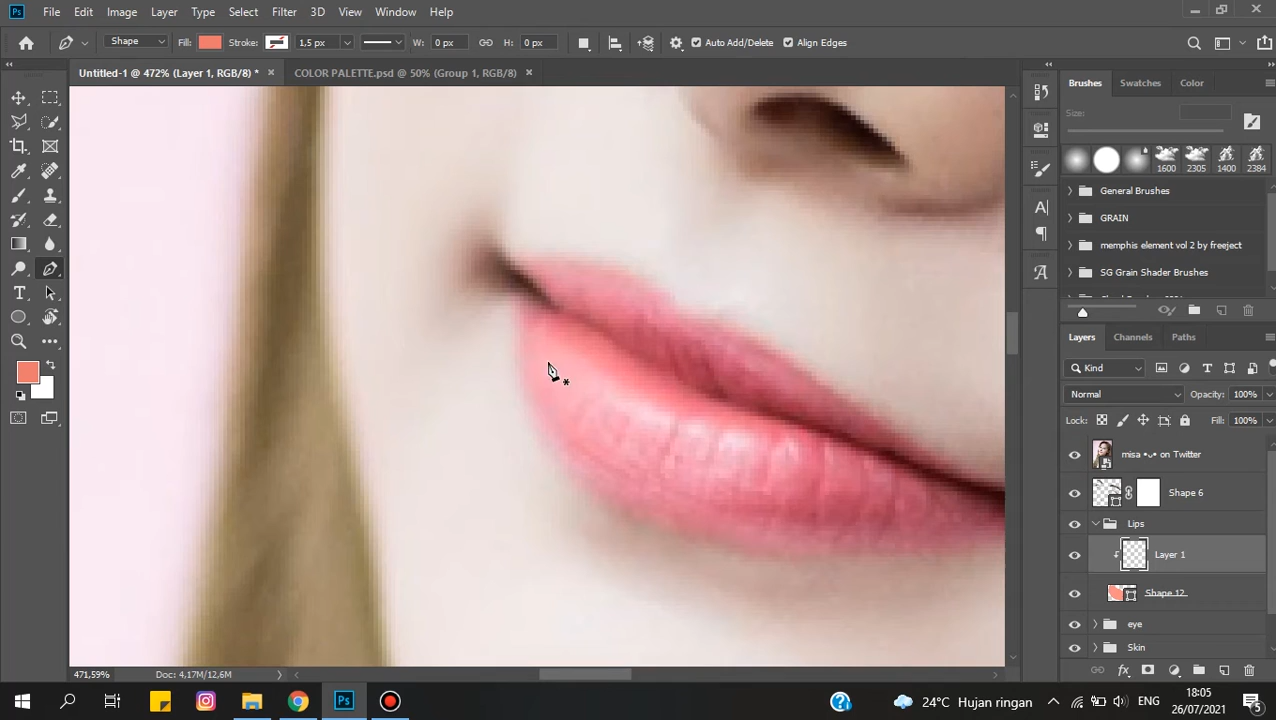 Ps File Edit Image Layer Type Select Filter 3D View Window Help
Shape Fill: Stroke: 1,5 px W: 0 px H: 0 px Auto Add/Delete Align Edges
Untitled-1 @ 472% (Layer 1, RGB/8) * × COLOR PALETTE.psd @ 50% (Group 1, RGB/8) ×
Brushes Swatches Color
Size:
1600 2305 1400 2384
General Brushes
GRAIN
memphis element vol 2 by freeject
SG Grain Shader Brushes
Layers Channels Paths
Kind
Normal Opacity: 100%
Lock: Fill: 100%
misa •ᴗ• on Twitter
Shape 6
Lips
Layer 1
Shape 12
eye
Skin
471,59% Doc: 4,17M/12,6M
Ps 24°C Hujan ringan ENG 18:05
26/07/2021 5